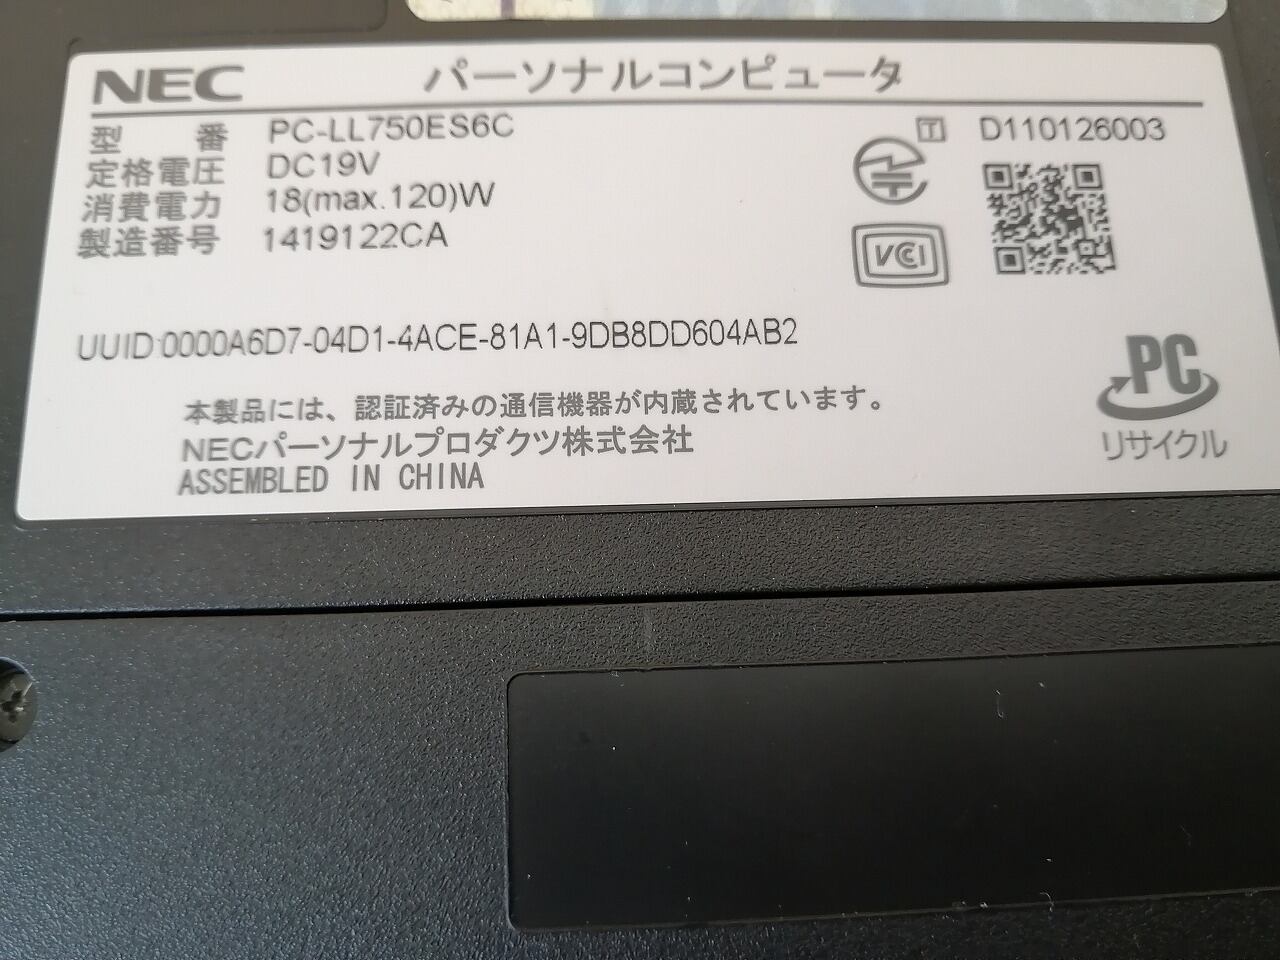 NEC パーソナルコンピュータ
型 番 PC-LL750ES6C
定格電圧 DC19V
消費電力 18(max.120)W
製造番号 1419122CA
T D110126003
VCCI
UUID:0000A6D7-04D1-4ACE-81A1-9DB8DD604AB2
本製品には、認証済みの通信機器が内蔵されています。
NECパーソナルプロダクツ株式会社
ASSEMBLED IN CHINA
PC
リサイクル